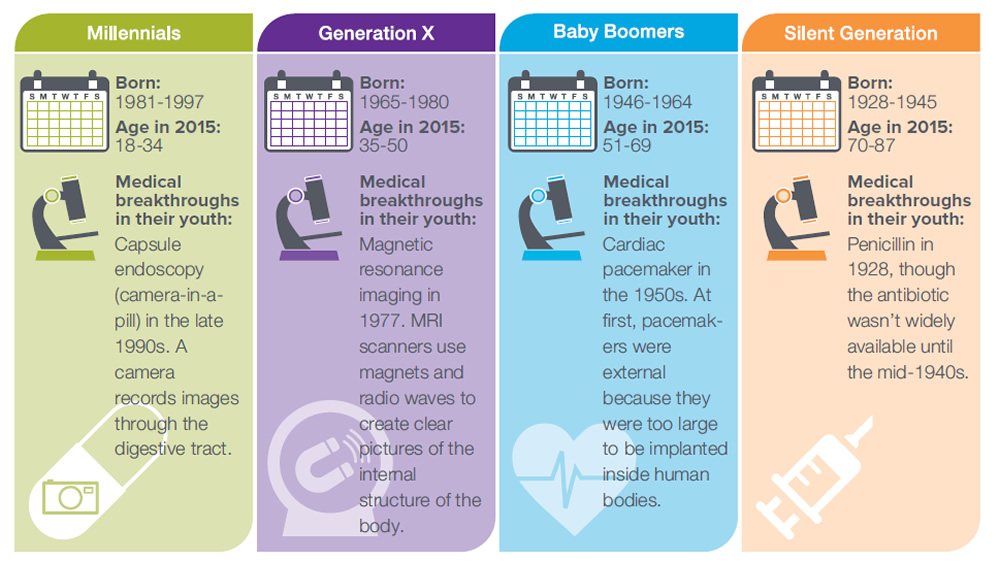 Millennials
S M T W T F S
Born:
1981-1997
Age in 2015:
18-34
Medical
breakthroughs
in their youth:
Capsule
endoscopy
(camera-in-a-
pill) in the late
1990s. A
camera
records images
through the
digestive tract.
Generation X
S M T W T F S
Born:
1965-1980
Age in 2015:
35-50
Medical
breakthroughs
in their youth:
Magnetic
resonance
imaging in
1977. MRI
scanners use
magnets and
radio waves to
create clear
pictures of the
internal
structure of the
body.
Baby Boomers
S M T W T F S
Born:
1946-1964
Age in 2015:
51-69
Medical
breakthroughs
in their youth:
Cardiac
pacemaker in
the 1950s. At
first, pacemak-
ers were
external
because they
were too large
to be implanted
inside human
bodies.
Silent Generation
S M T W T F S
Born:
1928-1945
Age in 2015:
70-87
Medical
breakthroughs
in their youth:
Penicillin in
1928, though
the antibiotic
wasn't widely
available until
the mid-1940s.